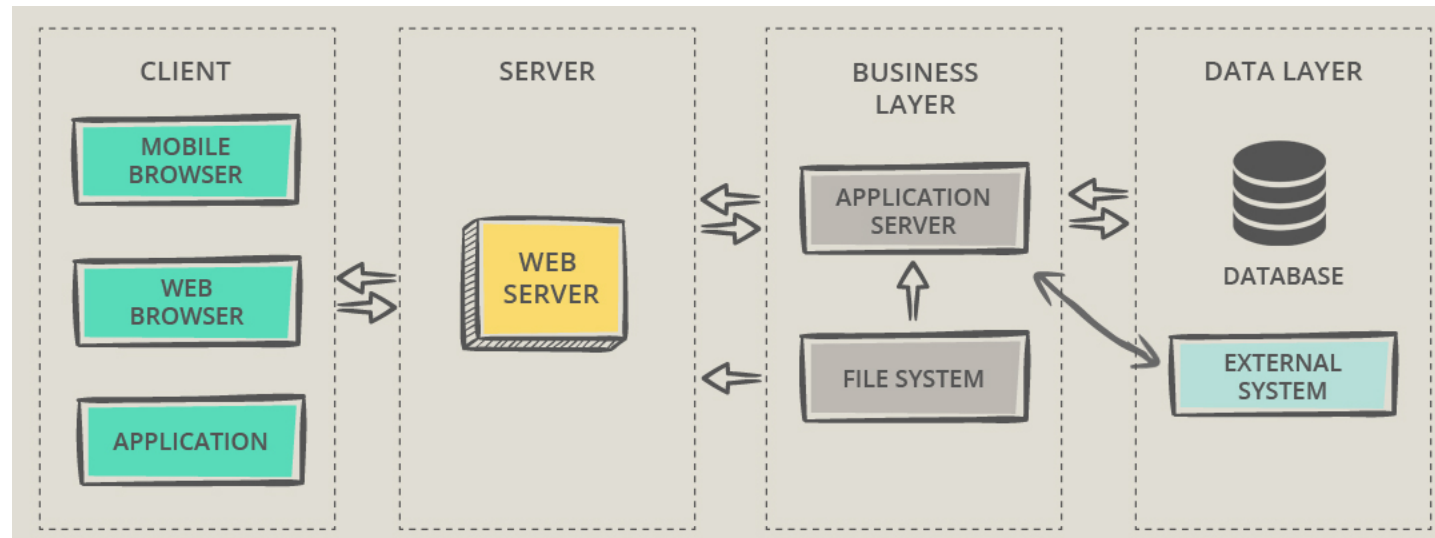 CLIENT
MOBILE
BROWSER
WEB
BROWSER
APPLICATION
SERVER
WEB
SERVER
BUSINESS
LAYER
APPLICATION
SERVER
FILE SYSTEM
DATA LAYER
DATABASE
EXTERNAL
SYSTEM